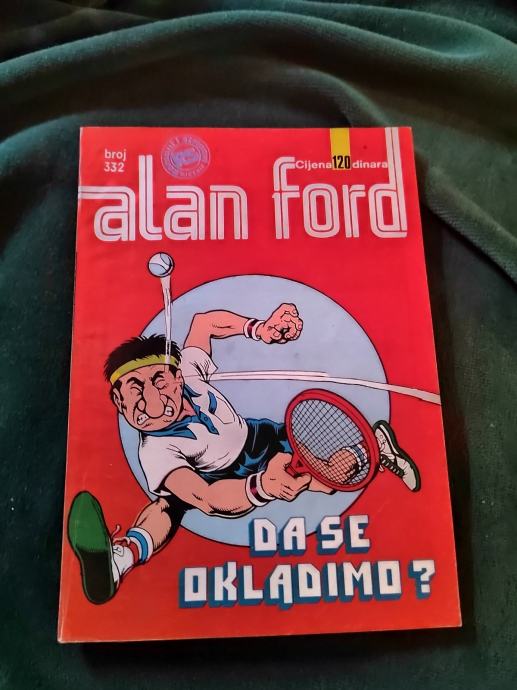 broj
332
Cijena 120 dinara
alan ford
DA SE
OKLADIMO?